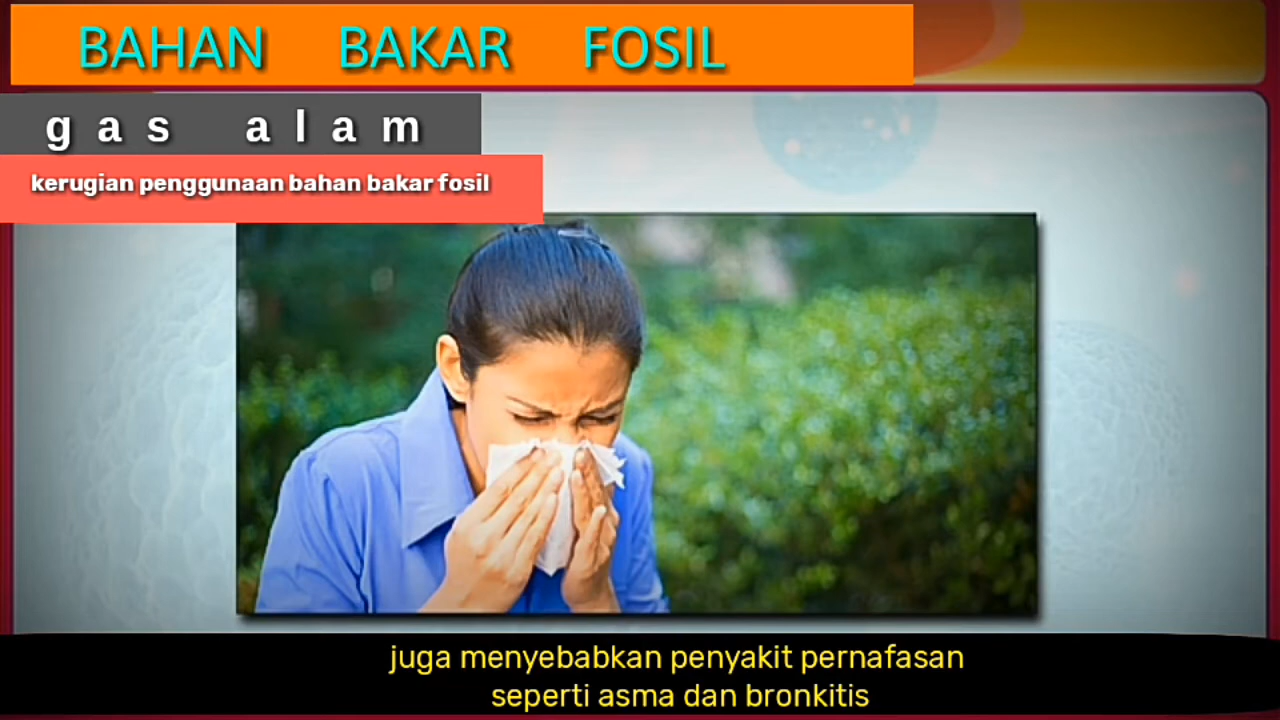 BAHAN BAKAR FOSIL
gas alam
kerugian penggunaan bahan bakar fosil
juga menyebabkan penyakit pernafasan
seperti asma dan bronkitis